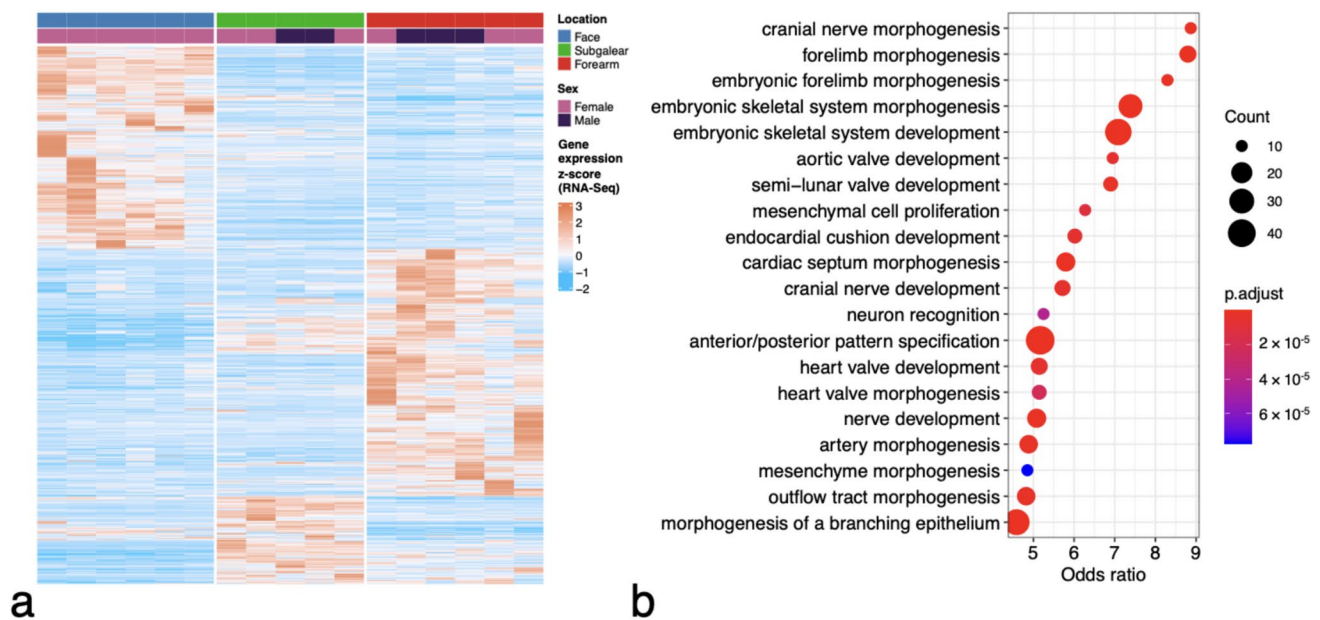 Location
Face
Subgalear
Forearm
Sex
Female
Male
Gene
expression
z-score
(RNA-Seq)
3
2
1
0
−1
−2
a
cranial nerve morphogenesis
forelimb morphogenesis
embryonic forelimb morphogenesis
embryonic skeletal system morphogenesis
embryonic skeletal system development
aortic valve development
semi−lunar valve development
mesenchymal cell proliferation
endocardial cushion development
cardiac septum morphogenesis
cranial nerve development
neuron recognition
anterior/posterior pattern specification
heart valve development
heart valve morphogenesis
nerve development
artery morphogenesis
mesenchyme morphogenesis
outflow tract morphogenesis
morphogenesis of a branching epithelium
5 6 7 8 9
Odds ratio
Count
10
20
30
40
p.adjust
2 × 10⁻⁵
4 × 10⁻⁵
6 × 10⁻⁵
b